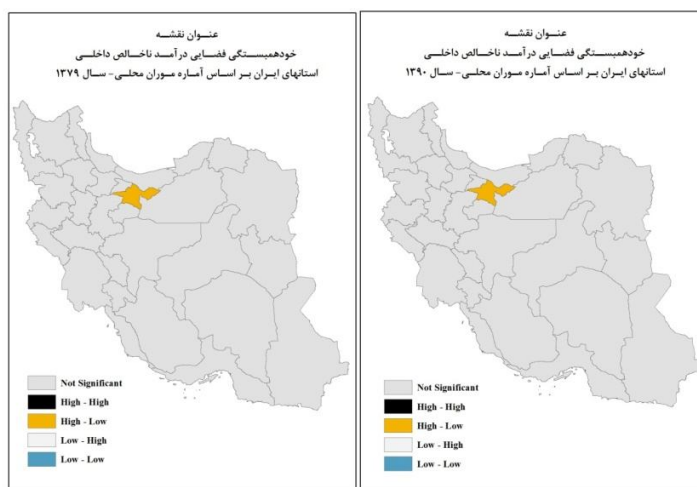 عنوان نقشه
خودهمبستگی فضایی درآمد ناخالص داخلی
استانهای ایران بر اساس آماره موران محلی- سال ۱۳۷۹
Not Significant
High - High
High - Low
Low - High
Low - Low
عنوان نقشه
خودهمبستگی فضایی درآمد ناخالص داخلی
استانهای ایران بر اساس آماره موران محلی- سال ۱۳۹۰
Not Significant
High - High
High - Low
Low - High
Low - Low